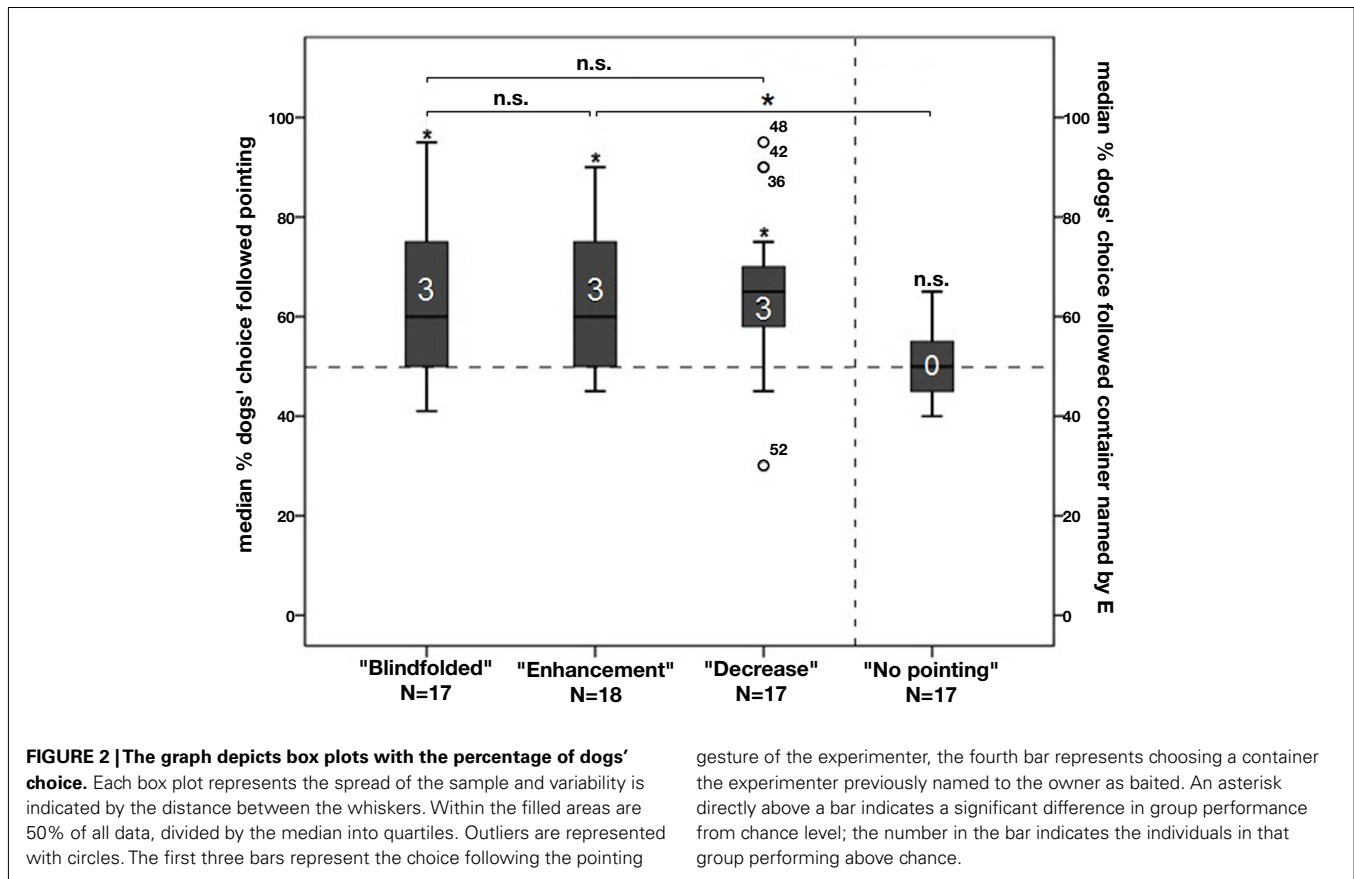 n.s.
n.s.
*
100
80
60
40
20
0
median % dogs' choice followed pointing
*
3
*
3
48
42
36
*
3
52
n.s.
0
100
80
60
40
20
0
median % dogs' choice followed container named by E
"Blindfolded"
N=17
"Enhancement"
N=18
"Decrease"
N=17
"No pointing"
N=17
FIGURE 2 | The graph depicts box plots with the percentage of dogs'
choice. Each box plot represents the spread of the sample and variability is
indicated by the distance between the whiskers. Within the filled areas are
50% of all data, divided by the median into quartiles. Outliers are represented
with circles. The first three bars represent the choice following the pointing
gesture of the experimenter, the fourth bar represents choosing a container
the experimenter previously named to the owner as baited. An asterisk
directly above a bar indicates a significant difference in group performance
from chance level; the number in the bar indicates the individuals in that
group performing above chance.